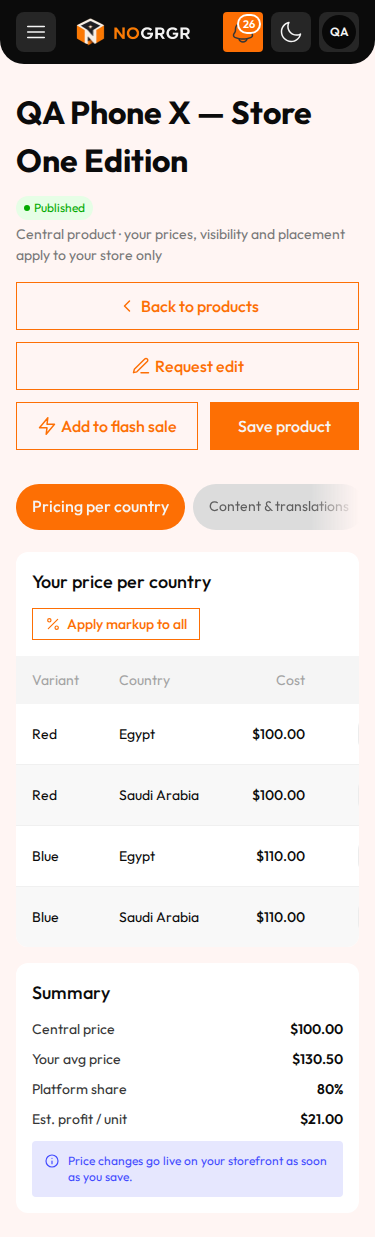 NOGRGR
26
QA
QA Phone X — Store
One Edition
Published
Central product · your prices, visibility and placement
apply to your store only
Back to products
Request edit
Add to flash sale
Save product
Pricing per country
Content & translations
Your price per country
Apply markup to all
Variant Country Cost
Red Egypt $100.00
Red Saudi Arabia $100.00
Blue Egypt $110.00
Blue Saudi Arabia $110.00
Summary
Central price $100.00
Your avg price $130.50
Platform share 80%
Est. profit / unit $21.00
Price changes go live on your storefront as soon
as you save.